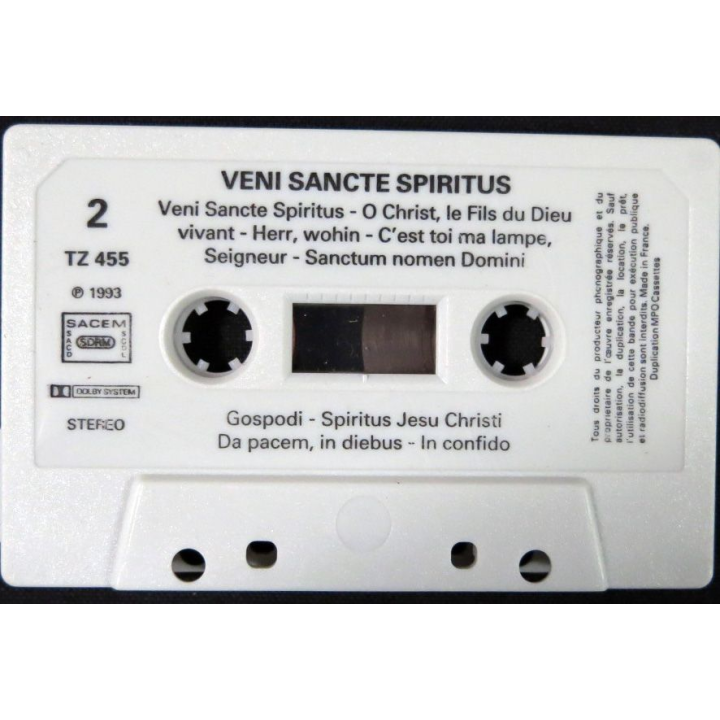 VENI SANCTE SPIRITUS
2
Veni Sancte Spiritus - O Christ, le Fils du Dieu
vivant - Herr, wohin - C'est toi ma lampe,
Seigneur - Sanctum nomen Domini
TZ 455
℗ 1993
SACEM
SACD
SDRM
SGDL
DOLBY SYSTEM
STEREO
Gospodi - Spiritus Jesu Christi
Da pacem, in diebus - In confido
Tous droits du producteur phonographique et du
propriétaire de l'œuvre enregistrée réservés. Sauf
autorisation, la duplication, la location, le prêt,
l'utilisation de cette bande pour exécution publique
et radiodiffusion sont interdits. Made in France.
Duplication MPO Cassettes